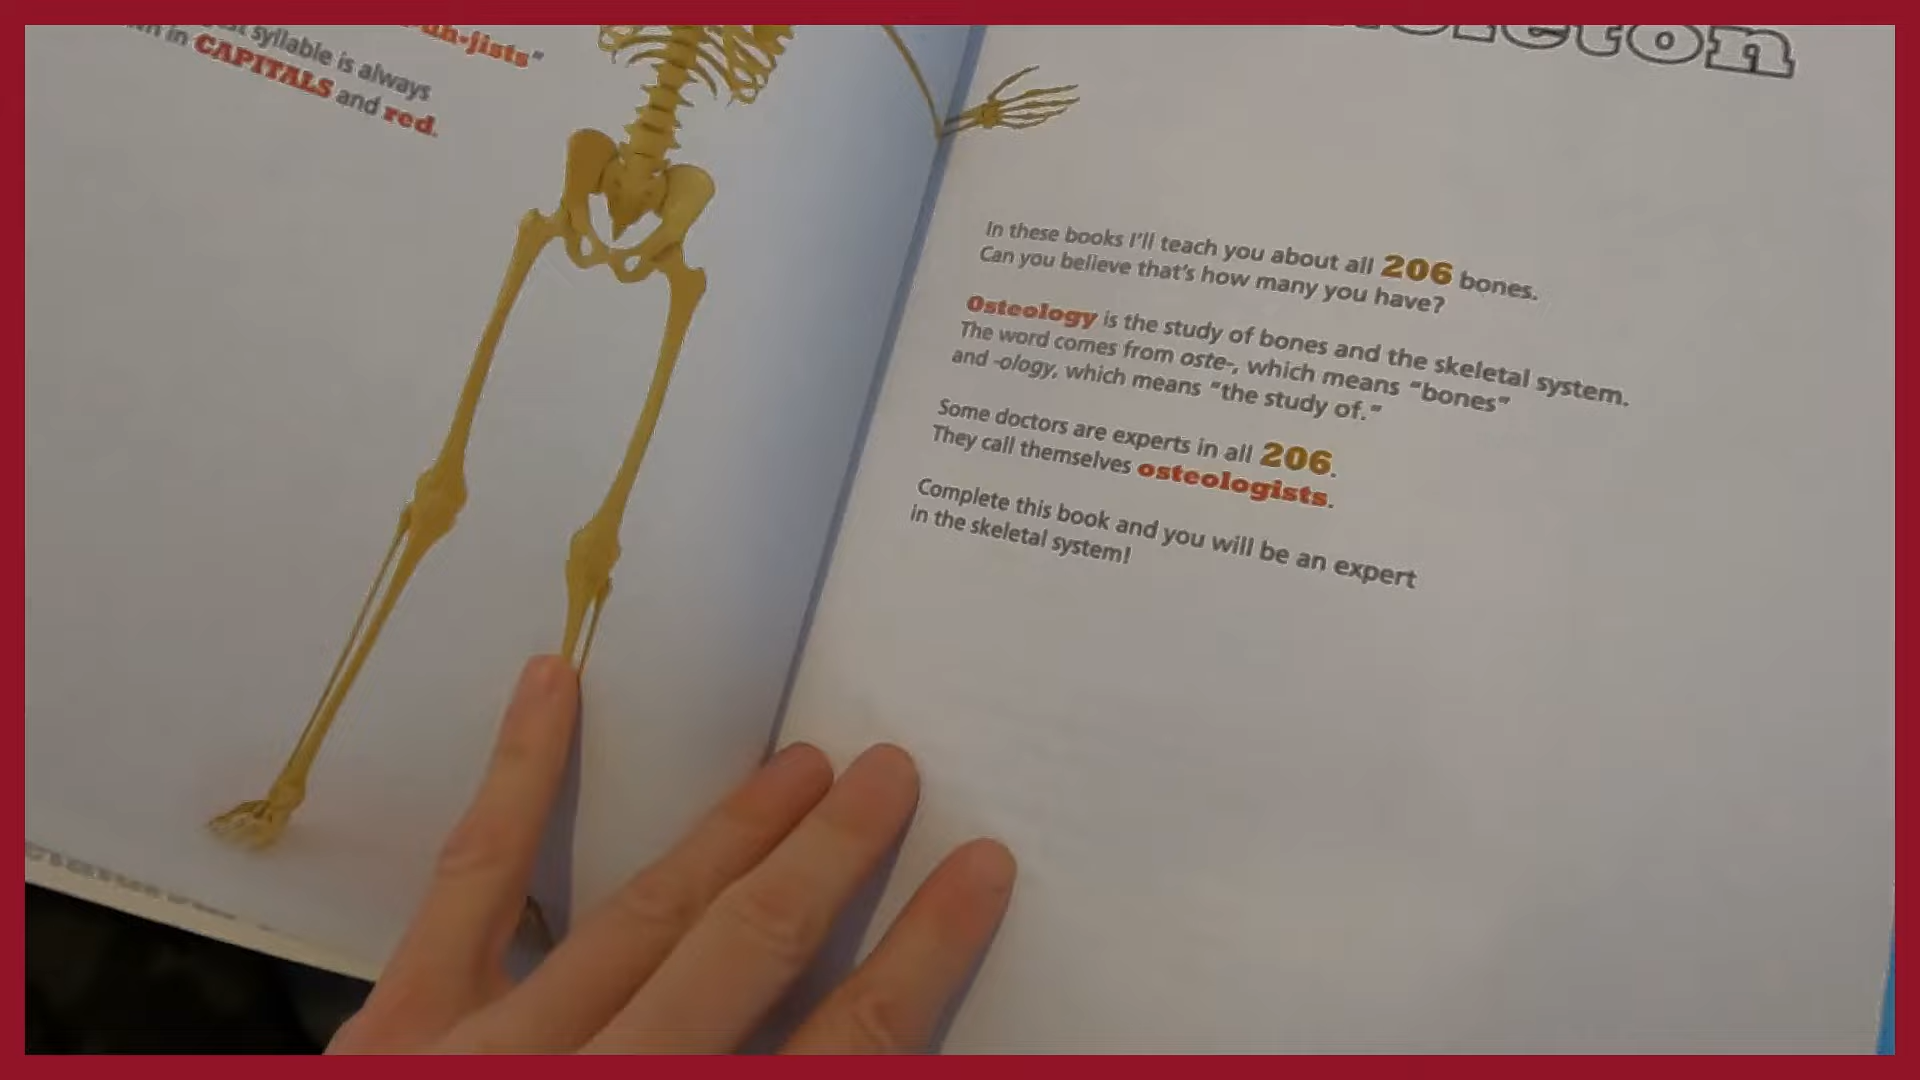 uh-jists"
syllable is always
in CAPITALS and red.
In these books I'll teach you about all 206 bones.
Can you believe that's how many you have?
Osteology is the study of bones and the skeletal system.
The word comes from oste-, which means "bones"
and -ology, which means "the study of."
Some doctors are experts in all 206.
They call themselves osteologists.
Complete this book and you will be an expert
in the skeletal system!